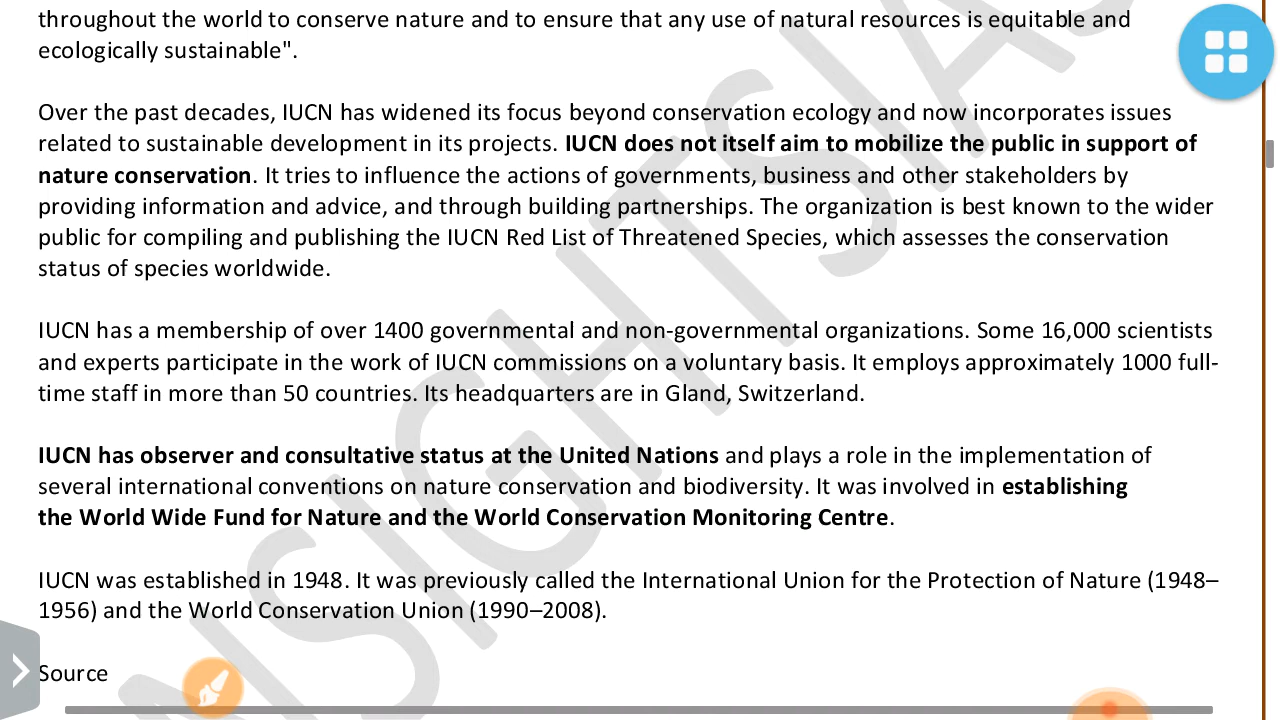 throughout the world to conserve nature and to ensure that any use of natural resources is equitable and
ecologically sustainable".
Over the past decades, IUCN has widened its focus beyond conservation ecology and now incorporates issues
related to sustainable development in its projects. IUCN does not itself aim to mobilize the public in support of
nature conservation. It tries to influence the actions of governments, business and other stakeholders by
providing information and advice, and through building partnerships. The organization is best known to the wider
public for compiling and publishing the IUCN Red List of Threatened Species, which assesses the conservation
status of species worldwide.
IUCN has a membership of over 1400 governmental and non-governmental organizations. Some 16,000 scientists
and experts participate in the work of IUCN commissions on a voluntary basis. It employs approximately 1000 full-
time staff in more than 50 countries. Its headquarters are in Gland, Switzerland.
IUCN has observer and consultative status at the United Nations and plays a role in the implementation of
several international conventions on nature conservation and biodiversity. It was involved in establishing
the World Wide Fund for Nature and the World Conservation Monitoring Centre.
IUCN was established in 1948. It was previously called the International Union for the Protection of Nature (1948–
1956) and the World Conservation Union (1990–2008).
Source